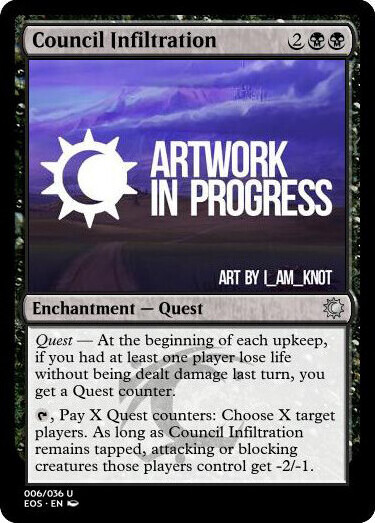 Council Infiltration 2
ARTWORK
IN PROGRESS
ART BY I_AM_KNOT
Enchantment — Quest
Quest — At the beginning of each upkeep,
if you had at least one player lose life
without being dealt damage last turn, you
get a Quest counter.
, Pay X Quest counters: Choose X target
players. As long as Council Infiltration
remains tapped, attacking or blocking
creatures those players control get -2/-1.
006/036 U
EOS · EN